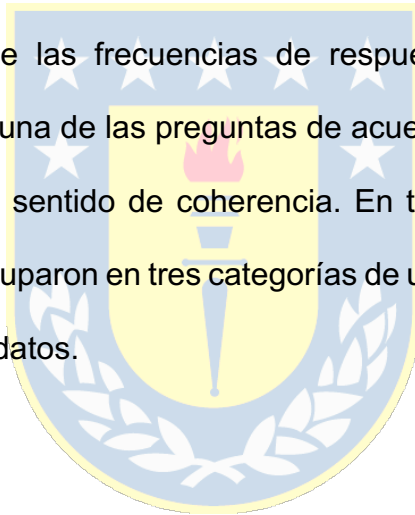 e las frecuencias de respue
una de las preguntas de acue
sentido de coherencia. En t
uparon en tres categorías de u
datos.